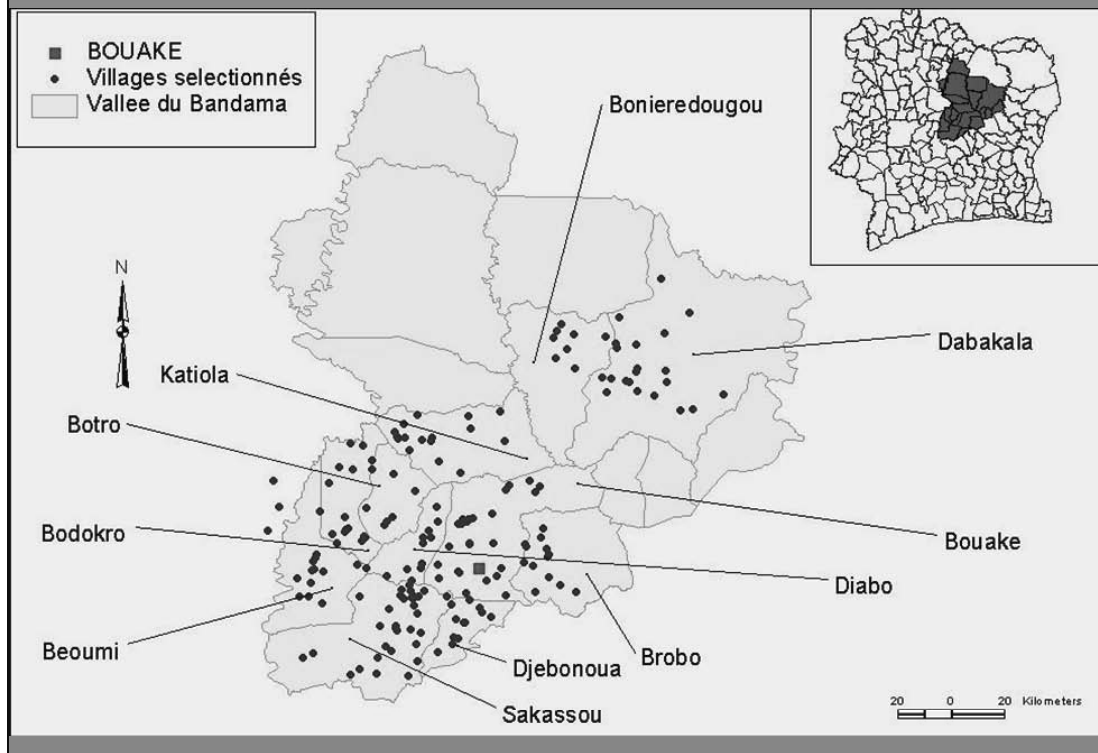 BOUAKE
Villages selectionnés
Vallee du Bandama
Bonieredougou
N
Dabakala
Katiola
Botro
Bodokro
Bouake
Diabo
Beoumi
Brobo
Djebonoua
Sakassou
20 0 20 Kilometers